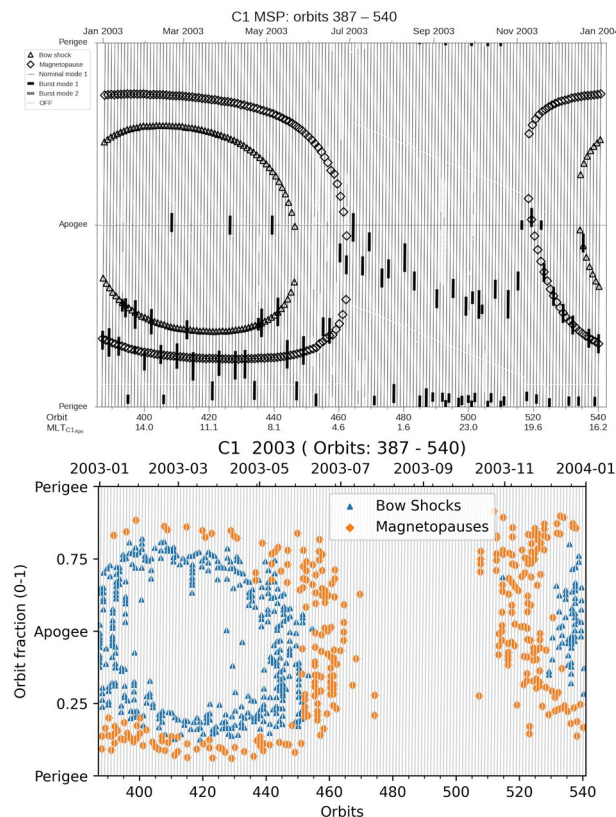 C1 MSP: orbits 387 – 540
Jan 2003 Mar 2003 May 2003 Jul 2003 Sep 2003 Nov 2003 Jan 2004
Perigee
Bow shock
Magnetopause
Nominal mode 1
Burst mode 1
Burst mode 2
OFF
Apogee
Perigee
Orbit 400 420 440 460 480 500 520 540
MLT C1Apo 14.0 11.1 8.1 4.6 1.6 23.0 19.6 16.2
C1 2003 ( Orbits: 387 - 540)
2003-01 2003-03 2003-05 2003-07 2003-09 2003-11 2004-01
Perigee
Bow Shocks
Magnetopauses
0.75
Apogee
0.25
Perigee
Orbit fraction (0-1)
400 420 440 460 480 500 520 540
Orbits